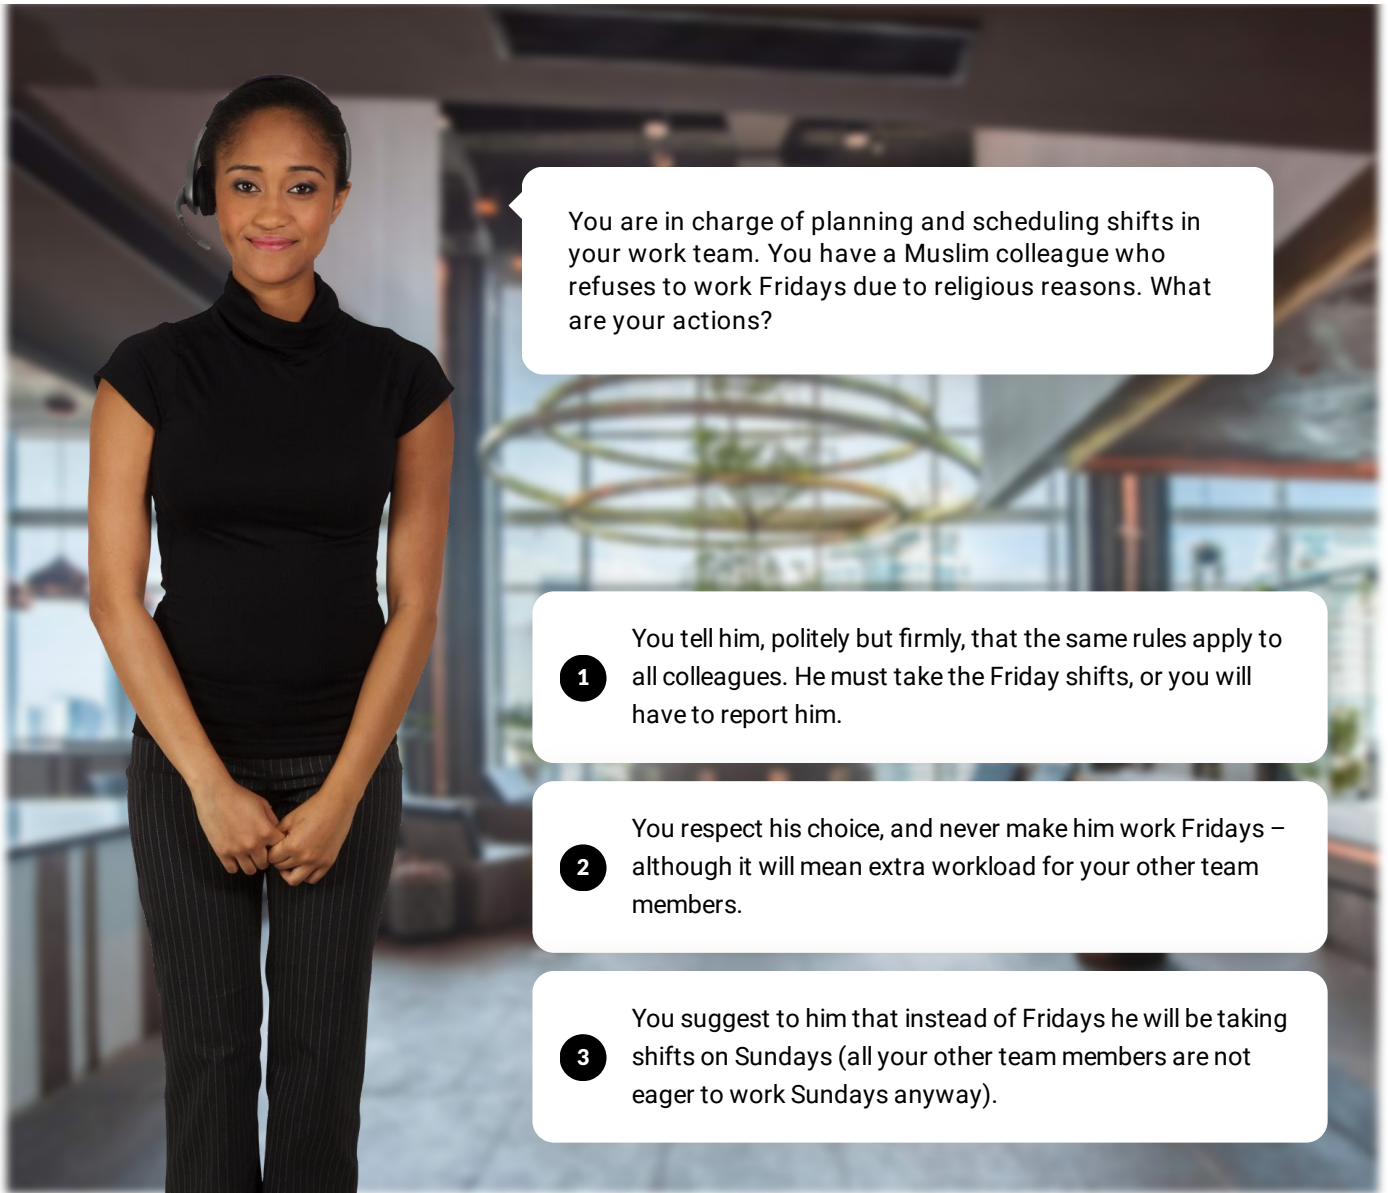 You are in charge of planning and scheduling shifts in
your work team. You have a Muslim colleague who
refuses to work Fridays due to religious reasons. What
are your actions?
1
You tell him, politely but firmly, that the same rules apply to
all colleagues. He must take the Friday shifts, or you will
have to report him.
2
You respect his choice, and never make him work Fridays –
although it will mean extra workload for your other team
members.
3
You suggest to him that instead of Fridays he will be taking
shifts on Sundays (all your other team members are not
eager to work Sundays anyway).